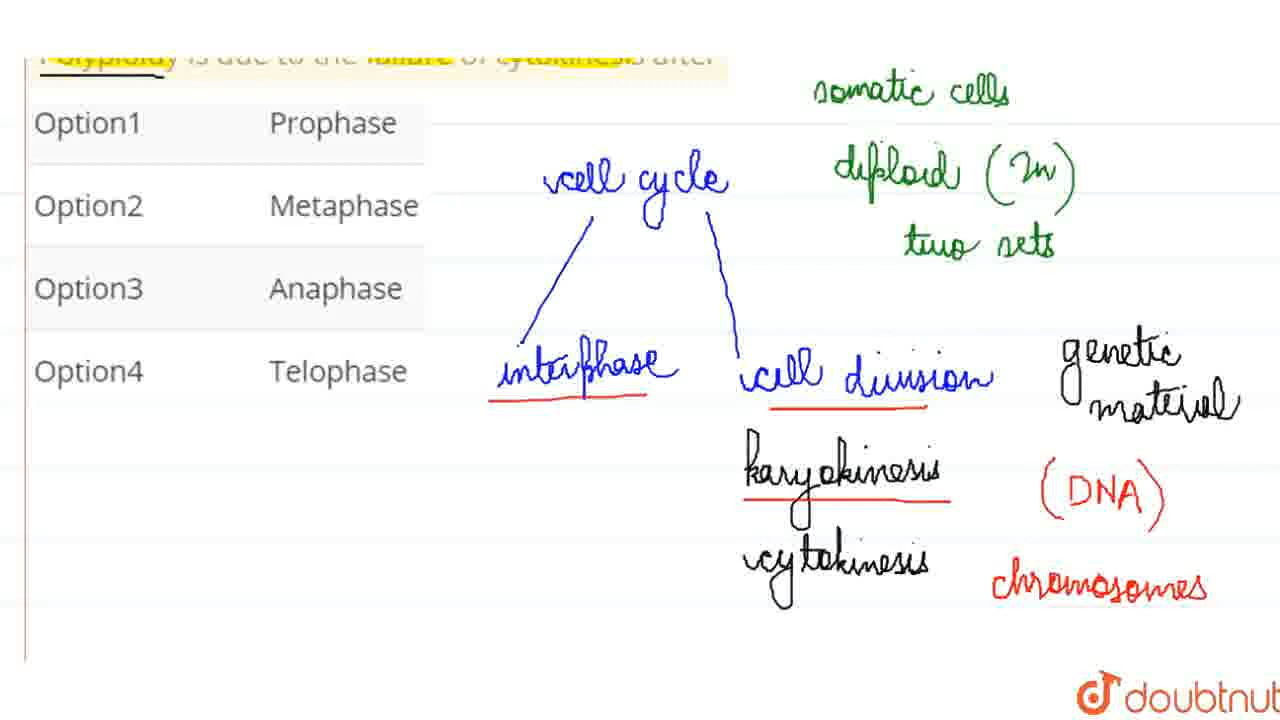 Polyploidy is due to the failure of cytokinesis after
Option1 Prophase
Option2 Metaphase
Option3 Anaphase
Option4 Telophase
cell cycle
interphase
cell division
karyokinesis
cytokinesis
somatic cells
diploid (2n)
two sets
genetic
material
(DNA)
chromosomes
doubtnut